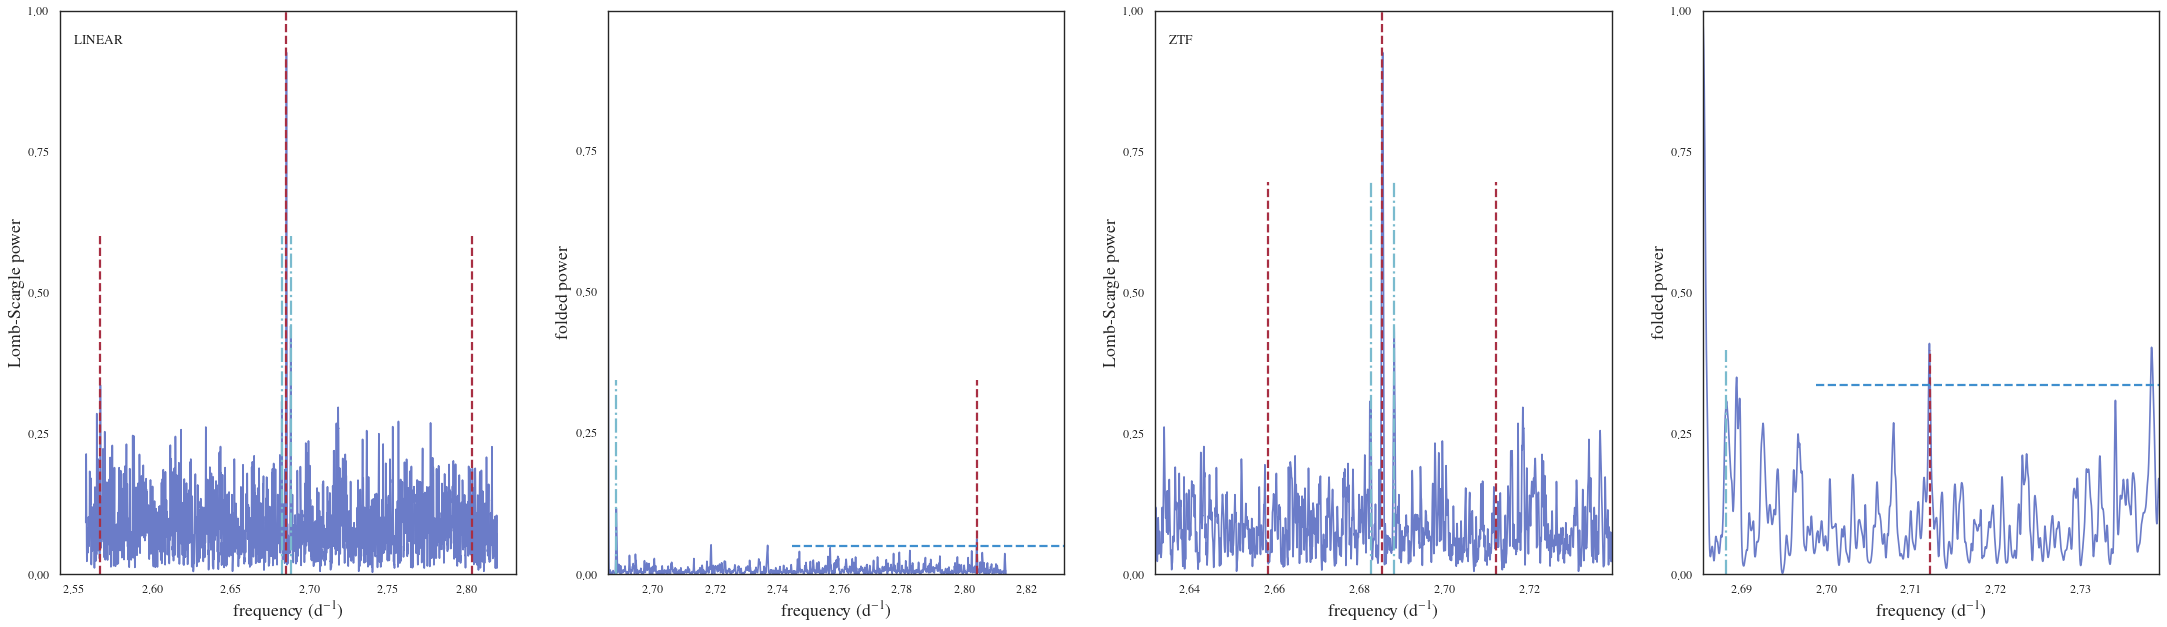 1,00
0,75
0,50
0,25
0,00
LINEAR
Lomb-Scargle power
2,55 2,60 2,65 2,70 2,75 2,80
frequency (d⁻¹)
0,75
0,50
0,25
0,00
folded power
2,70 2,72 2,74 2,76 2,78 2,80 2,82
frequency (d⁻¹)
1,00
0,75
0,50
0,25
0,00
ZTF
Lomb-Scargle power
2,64 2,66 2,68 2,70 2,72
frequency (d⁻¹)
1,00
0,75
0,50
0,25
0,00
folded power
2,69 2,70 2,71 2,72 2,73
frequency (d⁻¹)